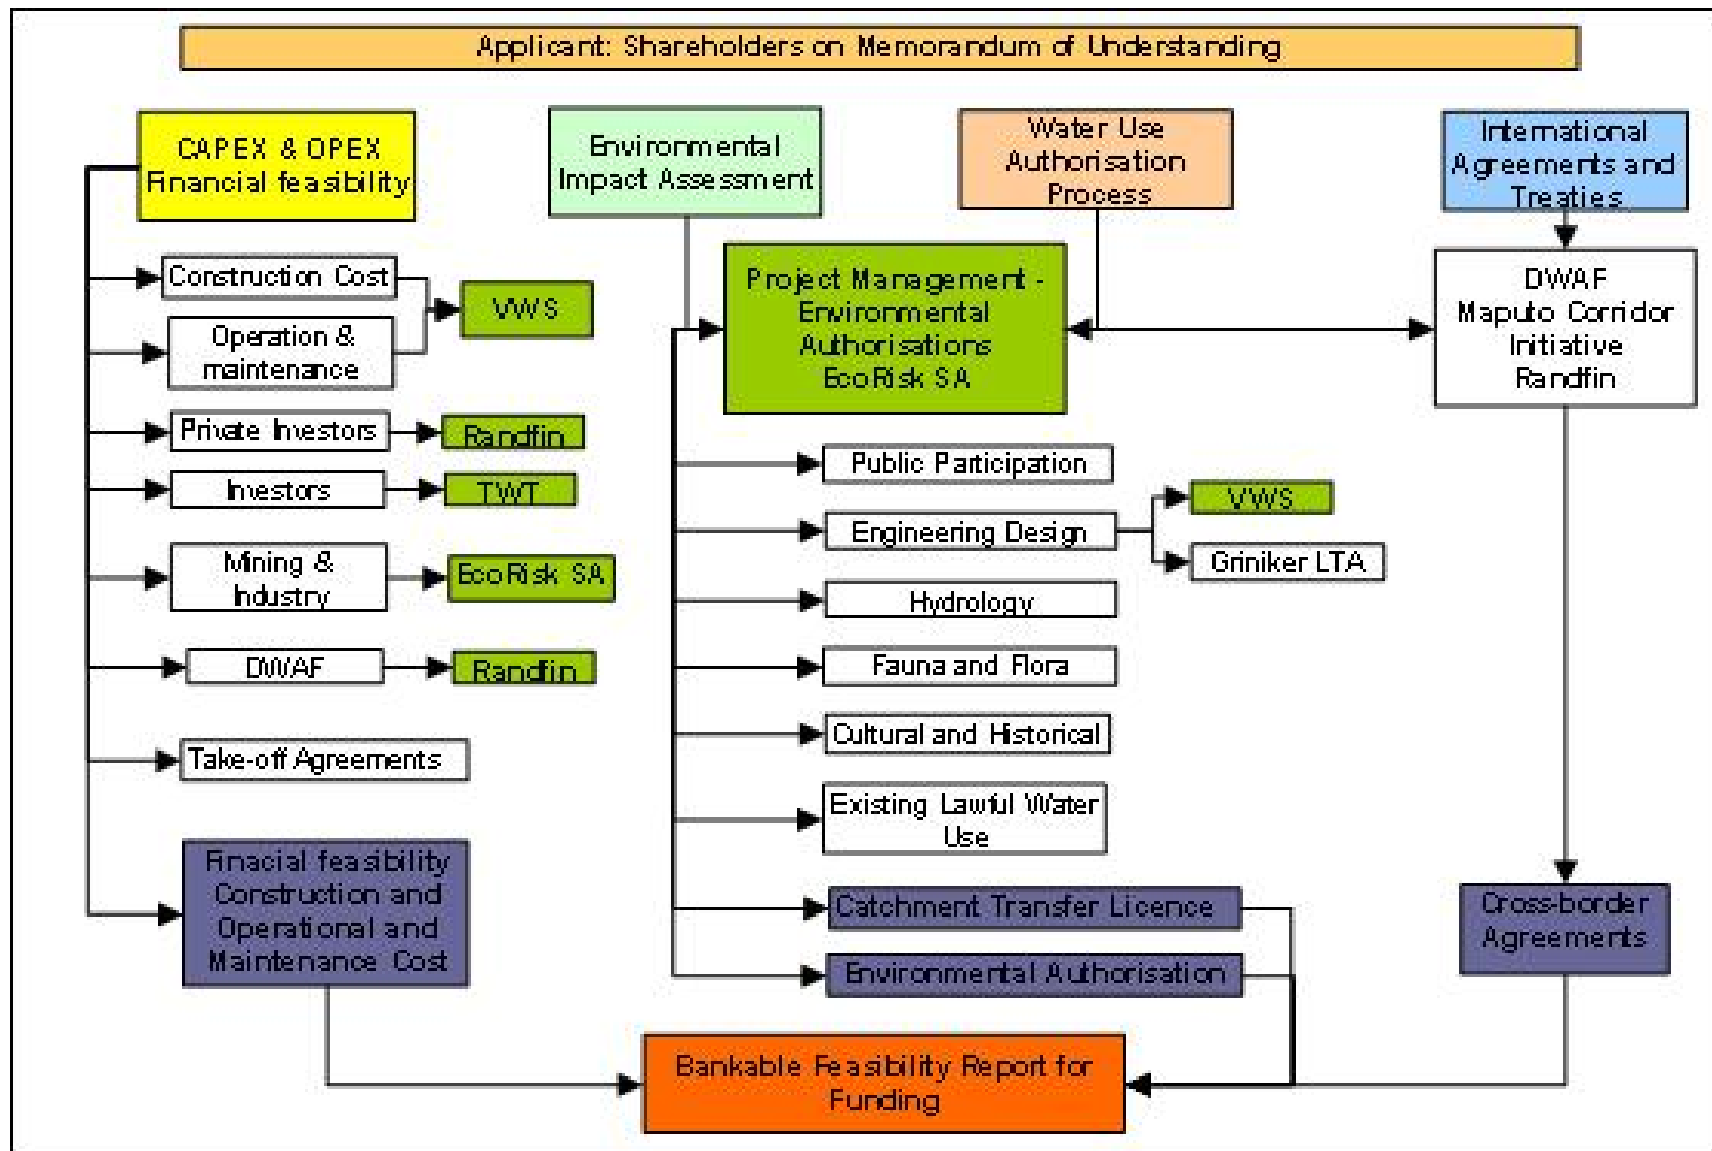 Applicant: Shareholders on Memorandum of Understanding
CAPEX & OPEX
Financial feasibility
Environmental
Impact Assessment
Water Use
Authorisation
Process
International
Agreements and
Treaties
Construction Cost
Operation &
maintenance
VWS
Private Investors
Randfin
Investors
TWT
Mining &
Industry
EcoRisk SA
DWAF
Randfin
Take-off Agreements
Finacial feasibility
Construction and
Operational and
Maintenance Cost
Project Management -
Environmental
Authorisations
EcoRisk SA
Public Participation
Engineering Design
VWS
Griniker LTA
Hydrology
Fauna and Flora
Cultural and Historical
Existing Lawful Water
Use
Catchment Transfer Licence
Environmental Authorisation
DWAF
Maputo Corridor
Initiative
Randfin
Cross-border
Agreements
Bankable Feasibility Report for
Funding